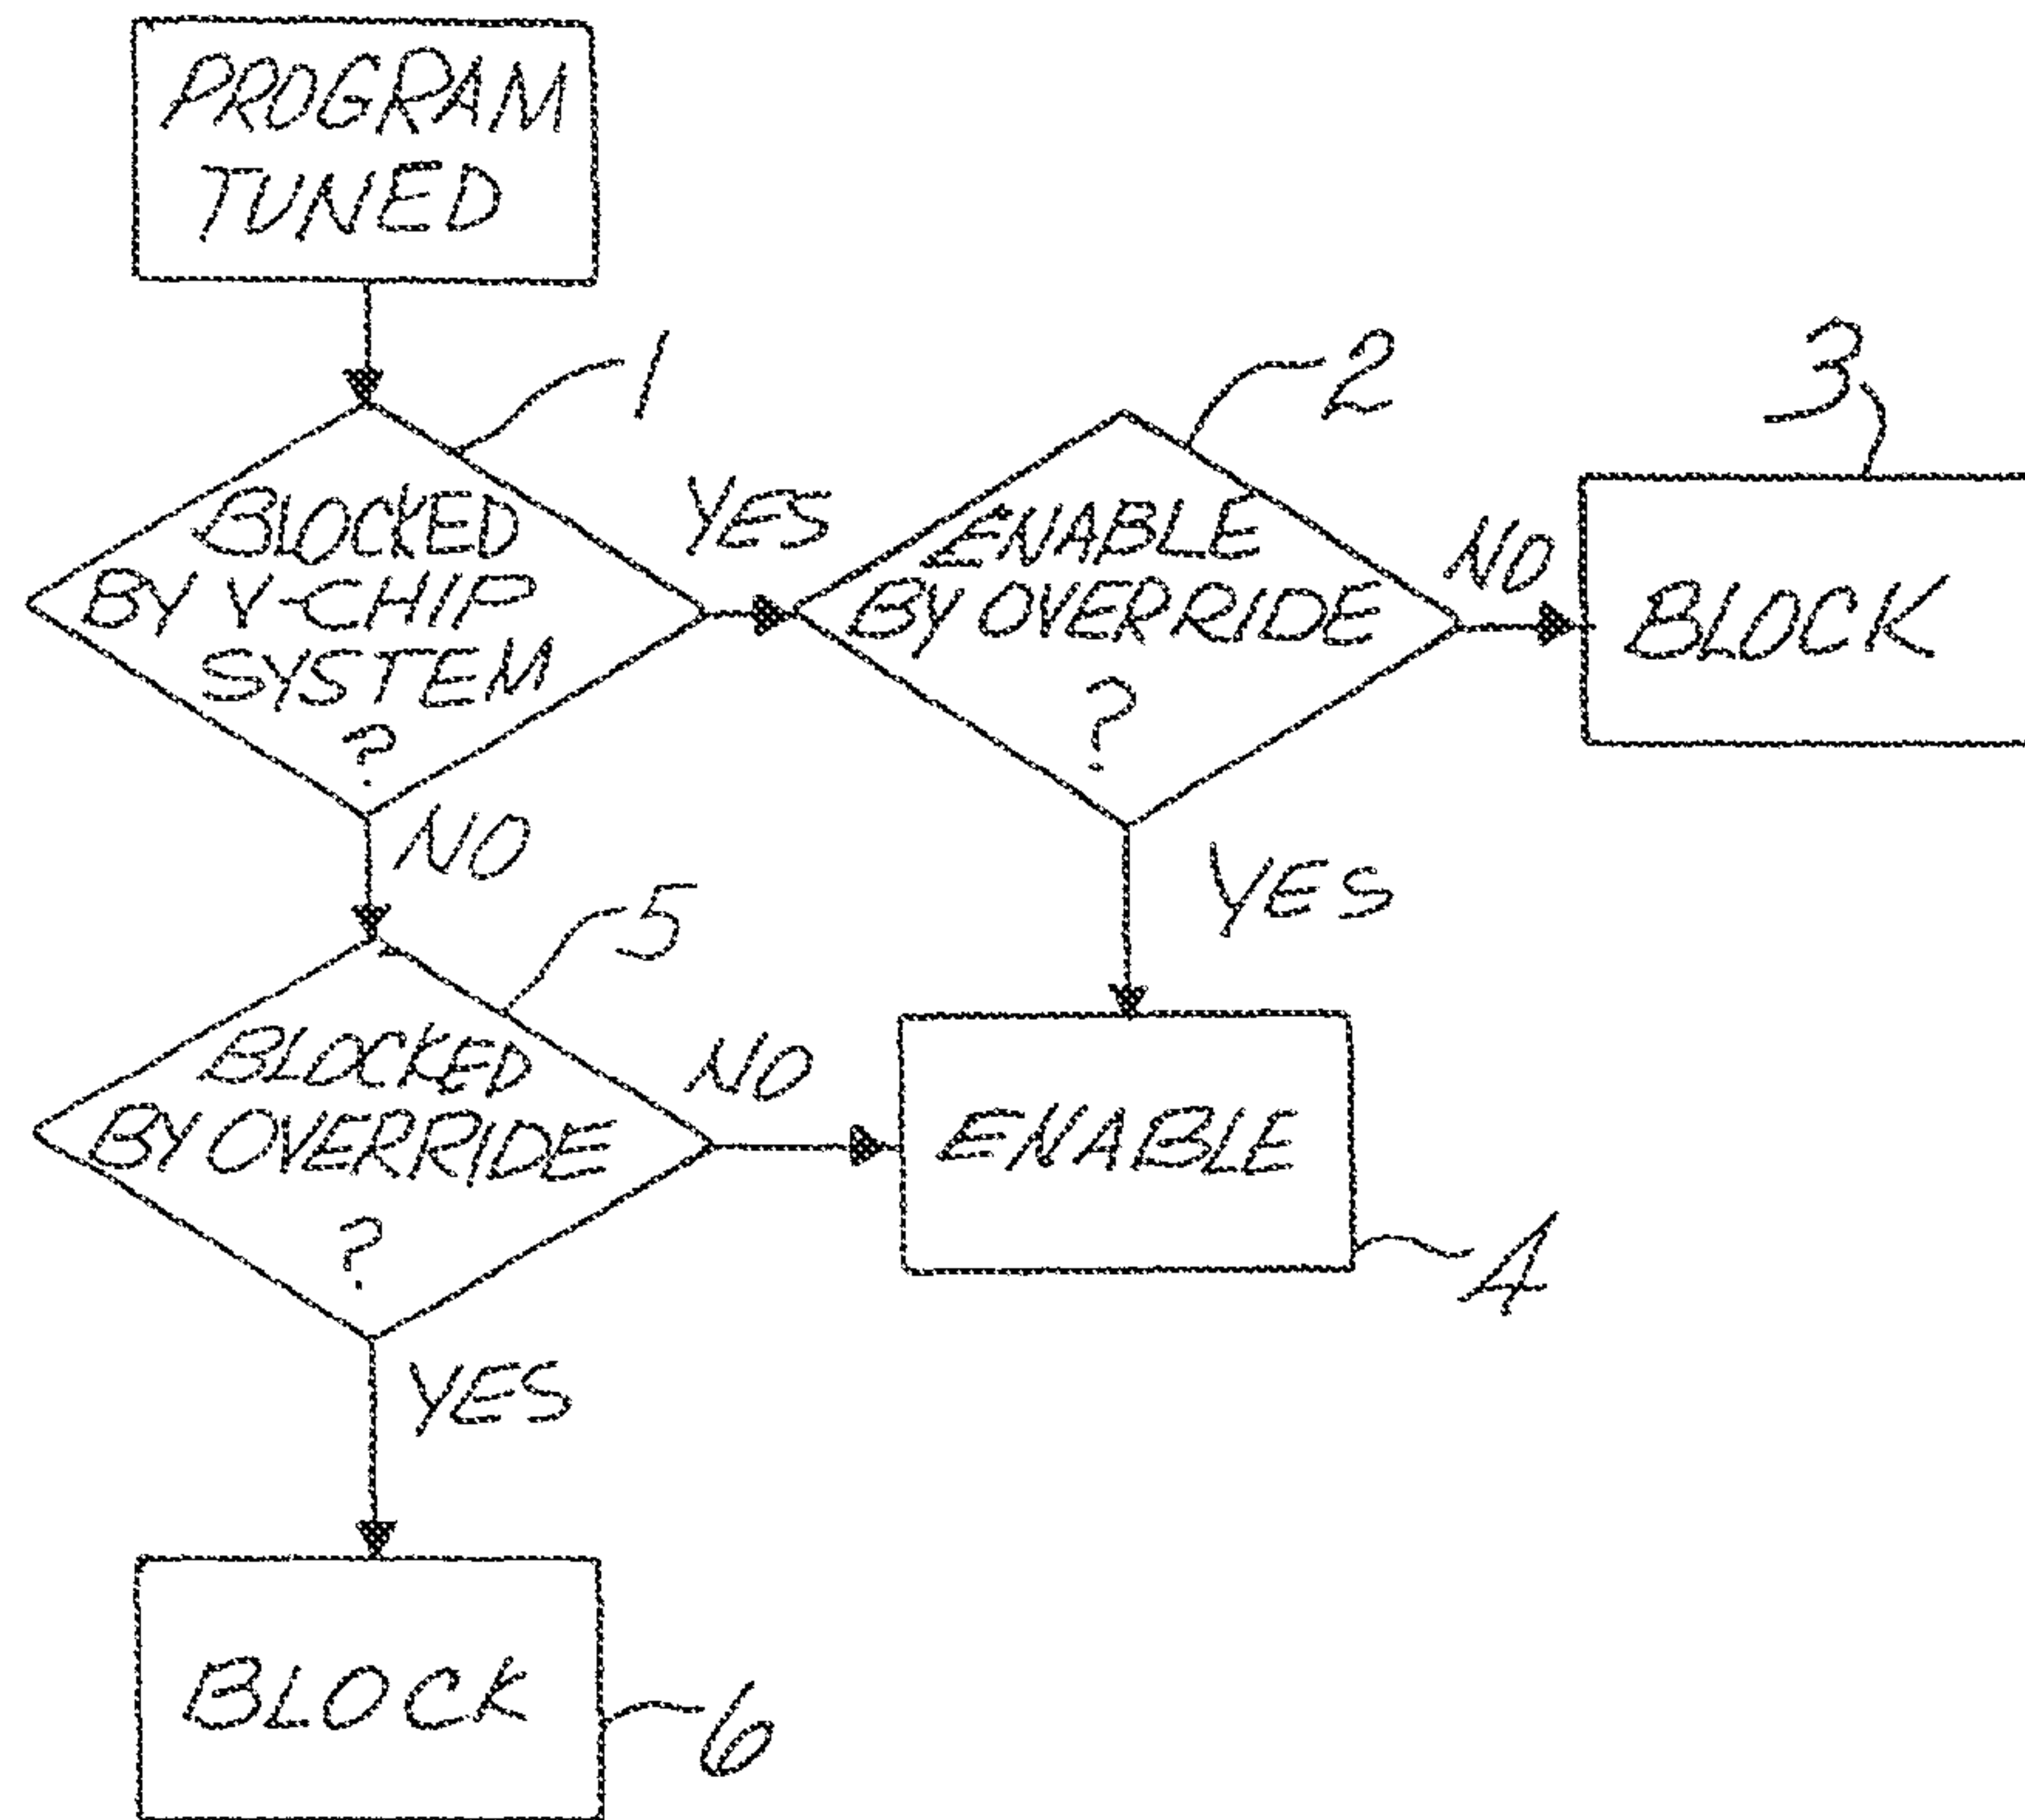 PROGRAM
TUNED
1
2
3
BLOCKED
BY V-CHIP
SYSTEM
?
YES
ENABLE
BY OVERRIDE
?
NO
BLOCK
NO
YES
5
BLOCKED
BY OVERRIDE
?
NO
ENABLE
4
YES
BLOCK
6